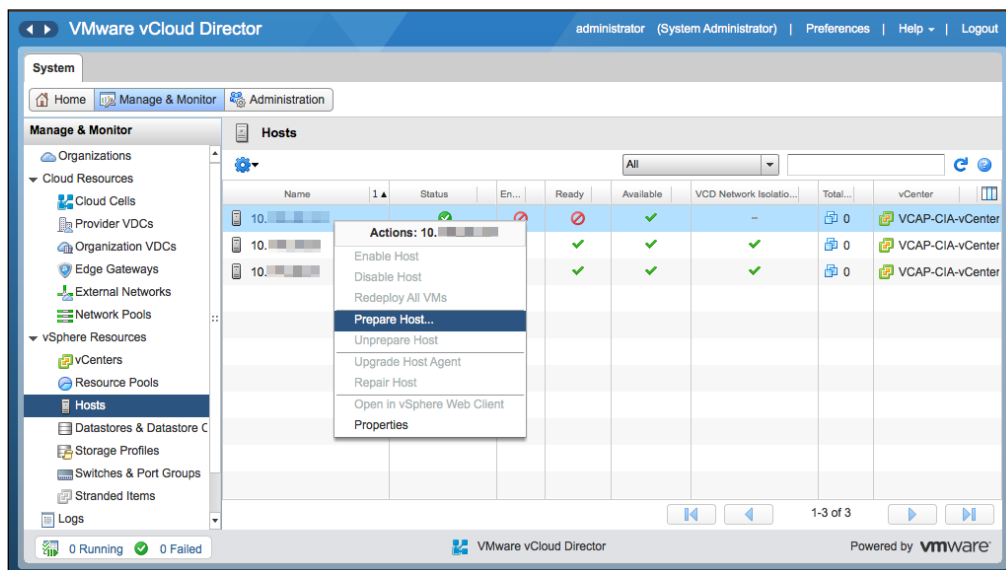 VMware vCloud Director
administrator (System Administrator) | Preferences | Help | Logout
System
Home Manage & Monitor Administration
Manage & Monitor
Hosts
Organizations
Cloud Resources
Cloud Cells
Provider VDCs
Organization VDCs
Edge Gateways
External Networks
Network Pools
vSphere Resources
vCenters
Resource Pools
Hosts
Datastores & Datastore C
Storage Profiles
Switches & Port Groups
Stranded Items
Logs
All
Name 1 Status En... Ready Available VCD Network Isolatio... Total... vCenter
10. – 0 VCAP-CIA-vCenter
10. 0 VCAP-CIA-vCenter
10. 0 VCAP-CIA-vCenter
Actions: 10.
Enable Host
Disable Host
Redeploy All VMs
Prepare Host...
Unprepare Host
Upgrade Host Agent
Repair Host
Open in vSphere Web Client
Properties
1-3 of 3
0 Running 0 Failed
VMware vCloud Director
Powered by vmware